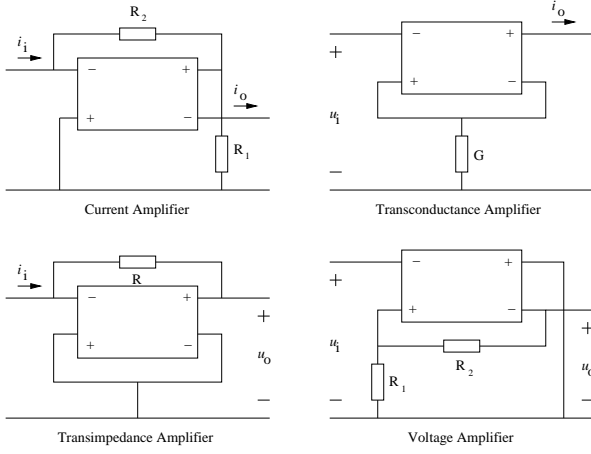 R2
ii
− +
io
+ −
R1
Current Amplifier
io
+
− +
+ −
ui
G
−
Transconductance Amplifier
ii
R
− +
+
+ −
uo
−
Transimpedance Amplifier
+
− +
+ −
+
ui
R2
R1
uo
−
−
Voltage Amplifier